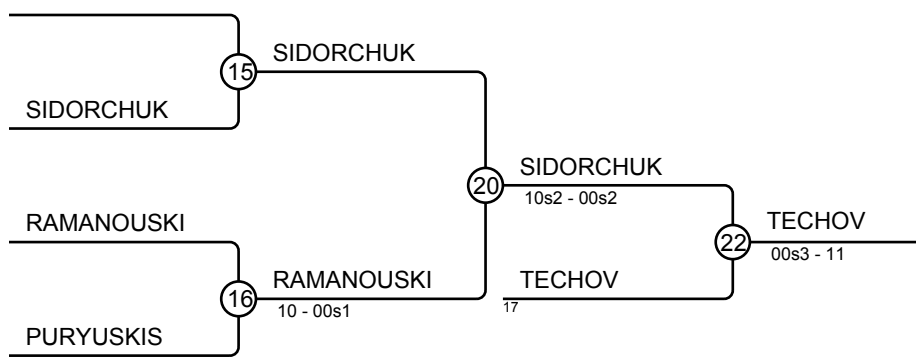 SIDORCHUK
15
SIDORCHUK
SIDORCHUK
20
10s2 - 00s2
RAMANOUSKI
TECHOV
22
00s3 - 11
RAMANOUSKI
16
10 - 00s1
TECHOV
17
PURYUSKIS